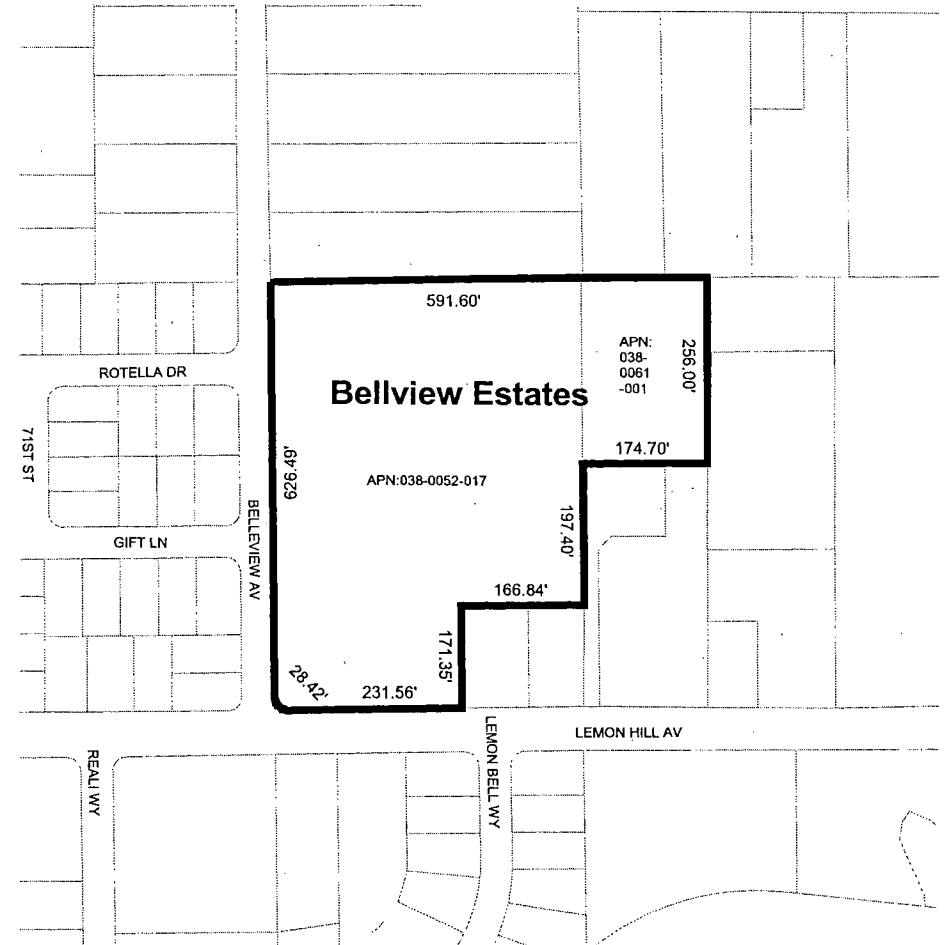 591.60'
APN:
038-
0061
-001
256.00'
ROTELLA DR
Bellview Estates
71ST ST
174.70'
626.49'
APN:038-0052-017
BELLEVIEW AV
197.40'
GIFT LN
166.84'
171.35'
28.42'
231.56'
LEMON HILL AV
LEMON BELL WY
REALI WY